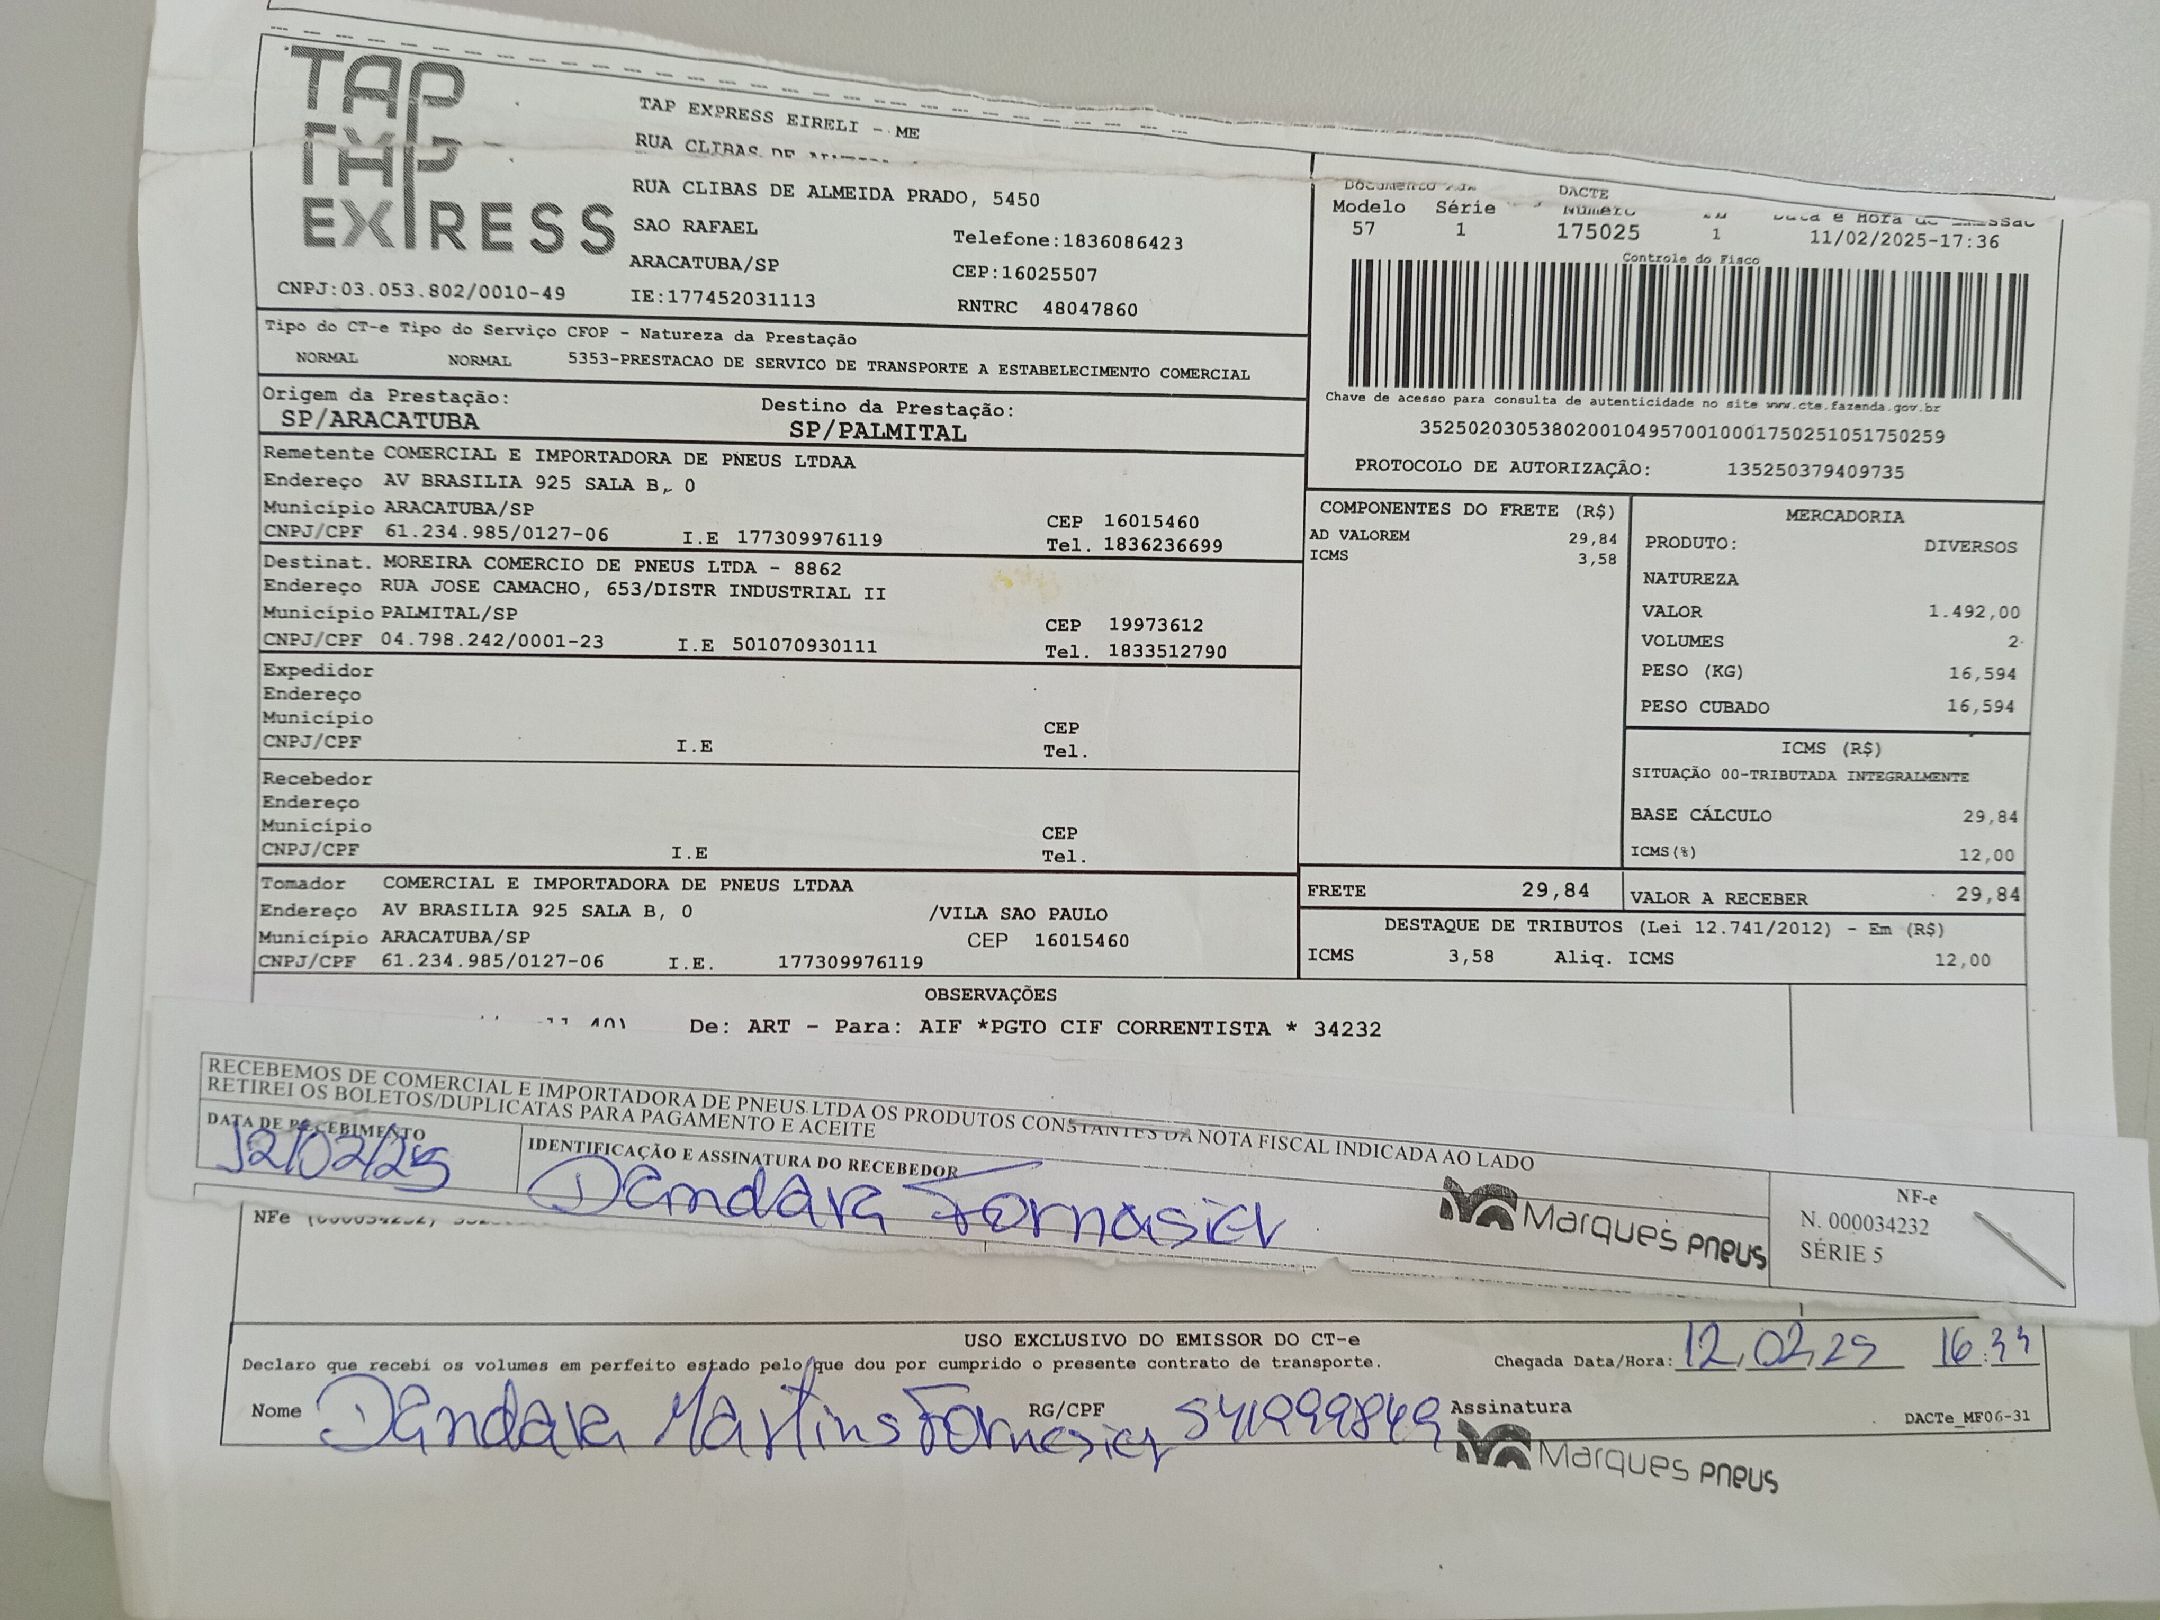 TAP
TAP
EXPRESS
CNPJ:03.053.802/0010-49
TAP EXPRESS EIRELI - ME
RUA CLIBAS DE
RUA CLIBAS DE ALMEIDA PRADO, 5450
SAO RAFAEL
Telefone:1836086423
ARACATUBA/SP
CEP:16025507
IE:177452031113
RNTRC 48047860
DACTE
Modelo Série Número Data e Hora de Emissão
57 1 175025 1 11/02/2025-17:36
Controle do Fisco
Chave de acesso para consulta de autenticidade no site www.cte.fazenda.gov.br
35250203053802001049570010001750251051750259
PROTOCOLO DE AUTORIZAÇÃO: 135250379409735
Tipo do CT-e Tipo do Serviço CFOP - Natureza da Prestação
NORMAL NORMAL 5353-PRESTACAO DE SERVICO DE TRANSPORTE A ESTABELECIMENTO COMERCIAL
Origem da Prestação: Destino da Prestação:
SP/ARACATUBA SP/PALMITAL
Remetente COMERCIAL E IMPORTADORA DE PNEUS LTDAA
Endereço AV BRASILIA 925 SALA B, 0
Município ARACATUBA/SP CEP 16015460
CNPJ/CPF 61.234.985/0127-06 I.E 177309976119 Tel. 1836236699
Destinat. MOREIRA COMERCIO DE PNEUS LTDA - 8862
Endereço RUA JOSE CAMACHO, 653/DISTR INDUSTRIAL II
Município PALMITAL/SP CEP 19973612
CNPJ/CPF 04.798.242/0001-23 I.E 501070930111 Tel. 1833512790
Expedidor
Endereço
Município CEP
CNPJ/CPF I.E Tel.
Recebedor
Endereço
Município CEP
CNPJ/CPF I.E Tel.
Tomador COMERCIAL E IMPORTADORA DE PNEUS LTDAA
Endereço AV BRASILIA 925 SALA B, 0 /VILA SAO PAULO
Município ARACATUBA/SP CEP 16015460
CNPJ/CPF 61.234.985/0127-06 I.E. 177309976119
COMPONENTES DO FRETE (R$)
AD VALOREM 29,84
ICMS 3,58
MERCADORIA
PRODUTO: DIVERSOS
NATUREZA
VALOR 1.492,00
VOLUMES 2
PESO (KG) 16,594
PESO CUBADO 16,594
ICMS (R$)
SITUAÇÃO 00-TRIBUTADA INTEGRALMENTE
BASE CÁLCULO 29,84
ICMS(%) 12,00
FRETE 29,84 VALOR A RECEBER 29,84
DESTAQUE DE TRIBUTOS (Lei 12.741/2012) - Em (R$)
ICMS 3,58 Aliq. ICMS 12,00
OBSERVAÇÕES
De: ART - Para: AIF *PGTO CIF CORRENTISTA * 34232
RECEBEMOS DE COMERCIAL E IMPORTADORA DE PNEUS LTDA OS PRODUTOS CONSTANTES DA NOTA FISCAL INDICADA AO LADO
RETIREI OS BOLETOS/DUPLICATAS PARA PAGAMENTO E ACEITE
DATA DE RECEBIMENTO IDENTIFICAÇÃO E ASSINATURA DO RECEBEDOR
12/02/25 Dandara Fornasier
Marques pneus
NF-e
N. 000034232
SÉRIE 5
NFe (000034232)
USO EXCLUSIVO DO EMISSOR DO CT-e
Declaro que recebi os volumes em perfeito estado pelo que dou por cumprido o presente contrato de transporte. Chegada Data/Hora: 12,02,25
Nome Dandara Martins Fornasier RG/CPF 541999849 Assinatura
DACTe_MF06-31
Marques pneus